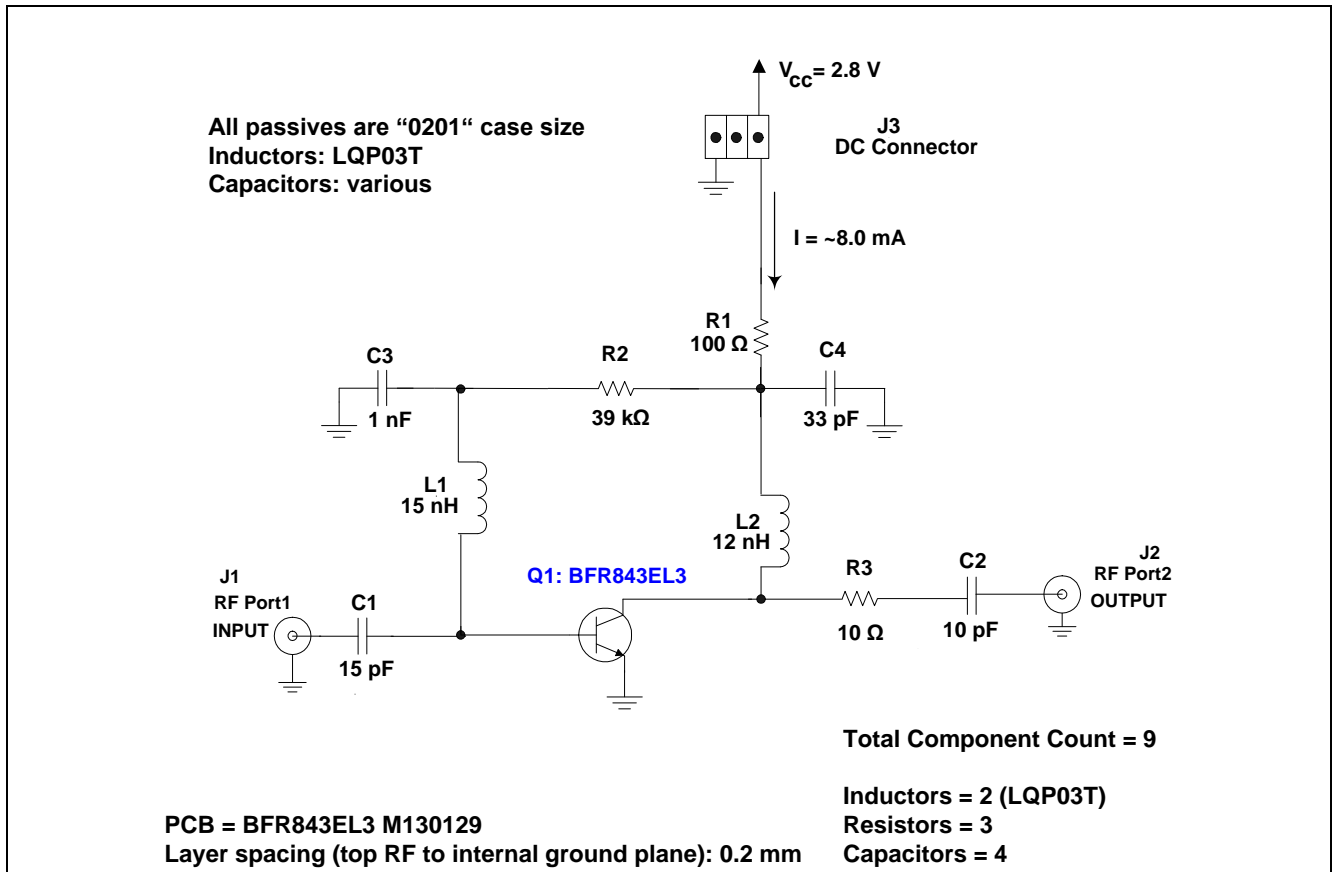 V_CC = 2.8 V
All passives are “0201“ case size
Inductors: LQP03T
Capacitors: various
J3
DC Connector
I = ~8.0 mA
R1
100 Ω
C3
1 nF
R2
39 kΩ
C4
33 pF
L1
15 nH
L2
12 nH
Q1: BFR843EL3
J1
RF Port1
INPUT
C1
15 pF
R3
10 Ω
C2
10 pF
J2
RF Port2
OUTPUT
Total Component Count = 9
Inductors = 2 (LQP03T)
Resistors = 3
Capacitors = 4
PCB = BFR843EL3 M130129
Layer spacing (top RF to internal ground plane): 0.2 mm